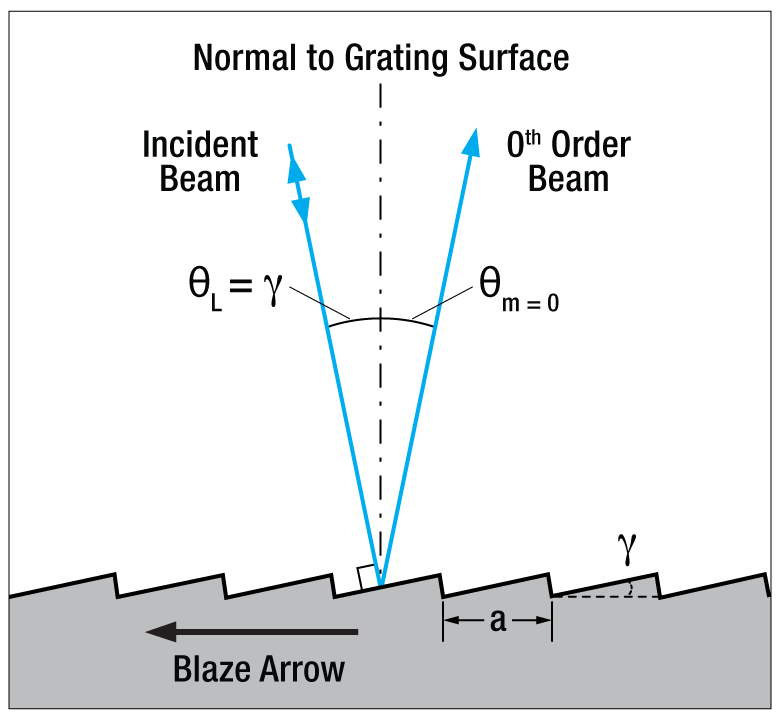 Normal to Grating Surface
Incident
Beam
0th Order
Beam
θL = γ
θm = 0
γ
a
Blaze Arrow